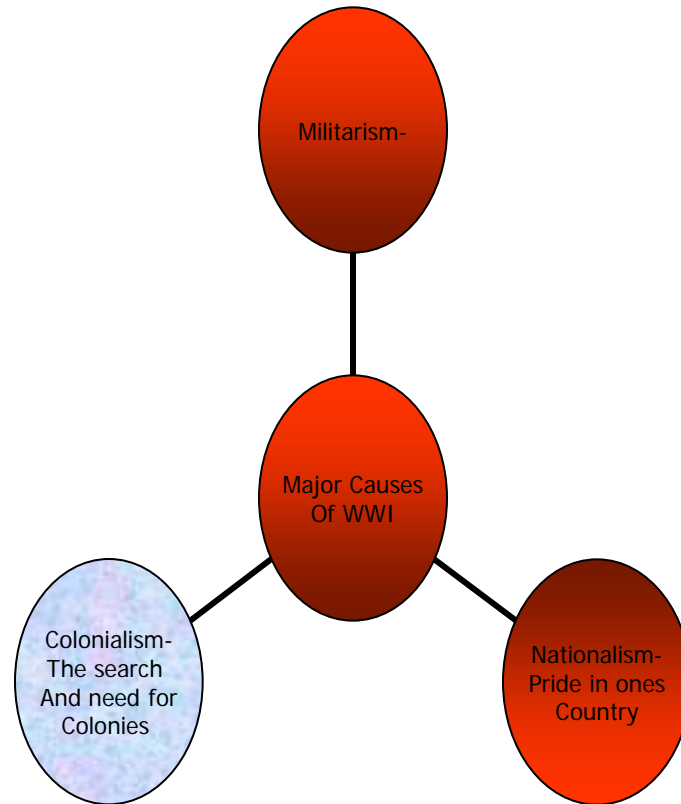 Militarism-
Major Causes
Of WWI
Colonialism-
The search
And need for
Colonies
Nationalism-
Pride in ones
Country